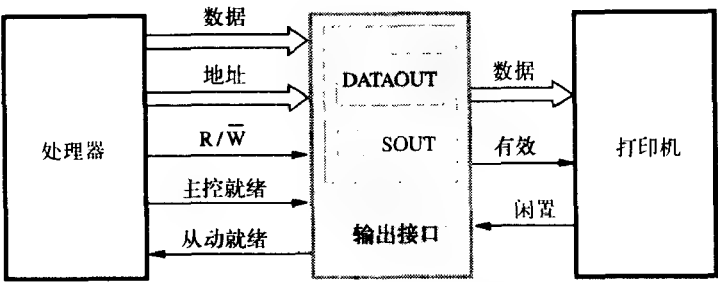 数据
地址
R/W̅
主控就绪
从动就绪
处理器
DATAOUT
SOUT
输出接口
数据
有效
闲置
打印机